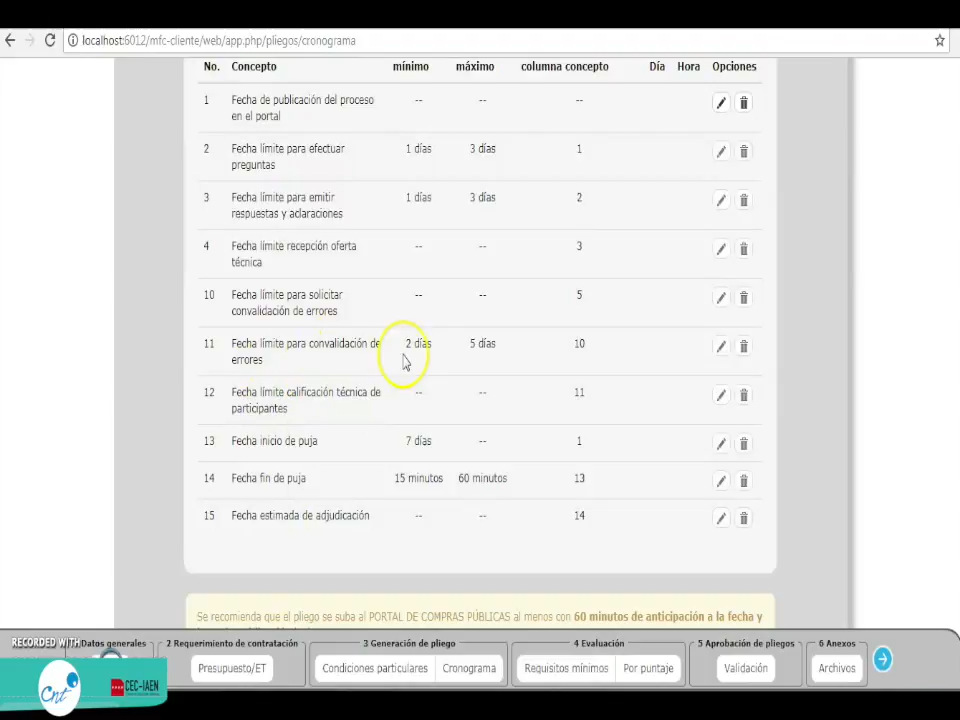 localhost:6012/mfc-cliente/web/app.php/pliegos/cronograma
No. Concepto mínimo máximo columna concepto Día Hora Opciones
1 Fecha de publicación del proceso -- -- --
en el portal
2 Fecha límite para efectuar 1 días 3 días 1
preguntas
3 Fecha límite para emitir 1 días 3 días 2
respuestas y aclaraciones
4 Fecha límite recepción oferta -- -- 3
técnica
10 Fecha límite para solicitar -- -- 5
convalidación de errores
11 Fecha límite para convalidación de 2 días 5 días 10
errores
12 Fecha límite calificación técnica de -- -- 11
participantes
13 Fecha inicio de puja 7 días -- 1
14 Fecha fin de puja 15 minutos 60 minutos 13
15 Fecha estimada de adjudicación -- -- 14
Se recomienda que el pliego se suba al PORTAL DE COMPRAS PÚBLICAS al menos con 60 minutos de anticipación a la fecha y
RECORDED WITH Datos generales 2 Requerimiento de contratación 3 Generación de pliego 4 Evaluación 5 Aprobación de pliegos 6 Anexos
Presupuesto/ET Condiciones particulares Cronograma Requisitos mínimos Por puntaje Validación Archivos
Cnt CEC-IAEN